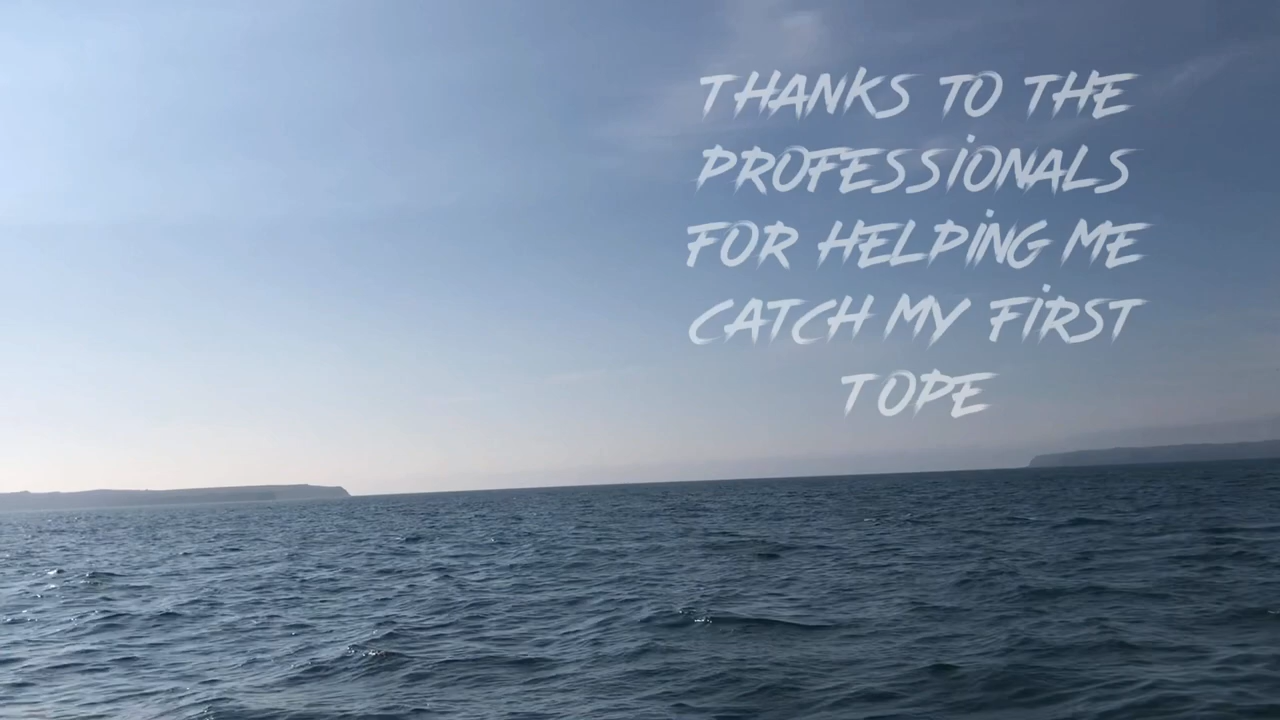 THANKS TO THE
PROFESSIONALS
FOR HELPING ME
CATCH MY FIRST
TOPE